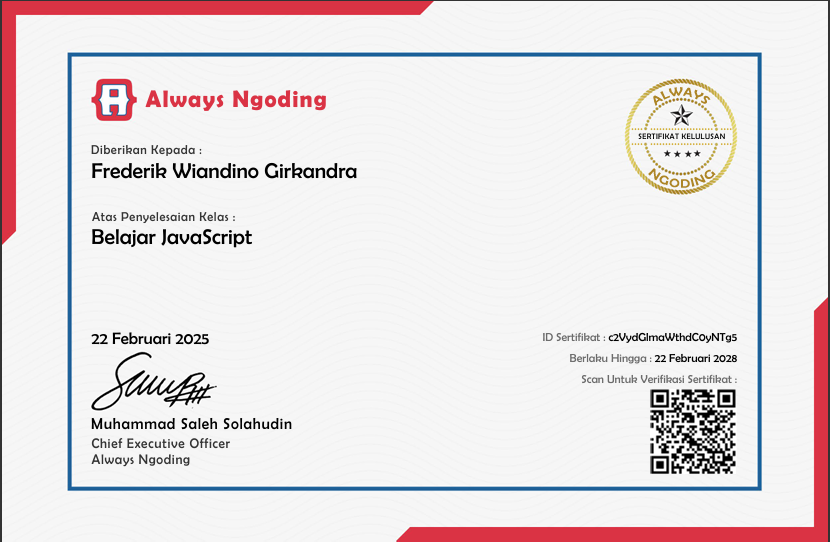 Always Ngoding
ALWAYS
SERTIFIKAT KELULUSAN
NGODING
Diberikan Kepada :
Frederik Wiandino Girkandra
Atas Penyelesaian Kelas :
Belajar JavaScript
22 Februari 2025
Muhammad Saleh Solahudin
Chief Executive Officer
Always Ngoding
ID Sertifikat : c2VydGlmaWthdC0yNTg5
Berlaku Hingga : 22 Februari 2028
Scan Untuk Verifikasi Sertifikat :